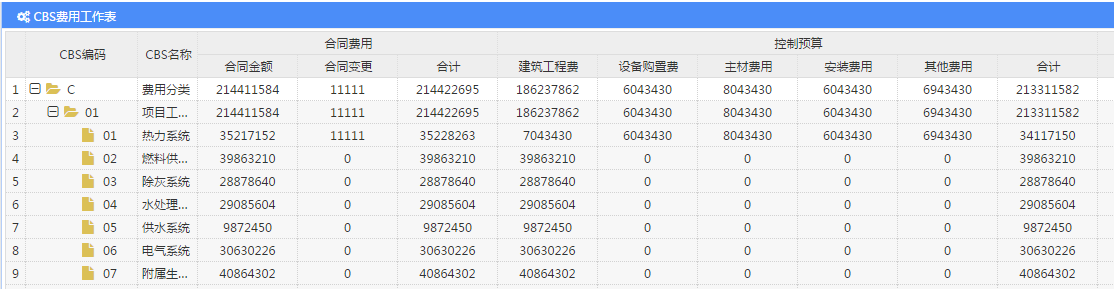 CBS费用工作表
合同费用 控制预算
CBS编码 CBS名称
合同金额 合同变更 合计 建筑工程费 设备购置费 主材费用 安装费用 其他费用 合计
1 C 费用分类 214411584 11111 214422695 186237862 6043430 8043430 6043430 6943430 213311582
2 01 项目工... 214411584 11111 214422695 186237862 6043430 8043430 6043430 6943430 213311582
3 01 热力系统 35217152 11111 35228263 7043430 6043430 8043430 6043430 6943430 34117150
4 02 燃料供... 39863210 0 39863210 39863210 0 0 0 0 39863210
5 03 除灰系统 28878640 0 28878640 28878640 0 0 0 0 28878640
6 04 水处理... 29085604 0 29085604 29085604 0 0 0 0 29085604
7 05 供水系统 9872450 0 9872450 9872450 0 0 0 0 9872450
8 06 电气系统 30630226 0 30630226 30630226 0 0 0 0 30630226
9 07 附属生... 40864302 0 40864302 40864302 0 0 0 0 40864302